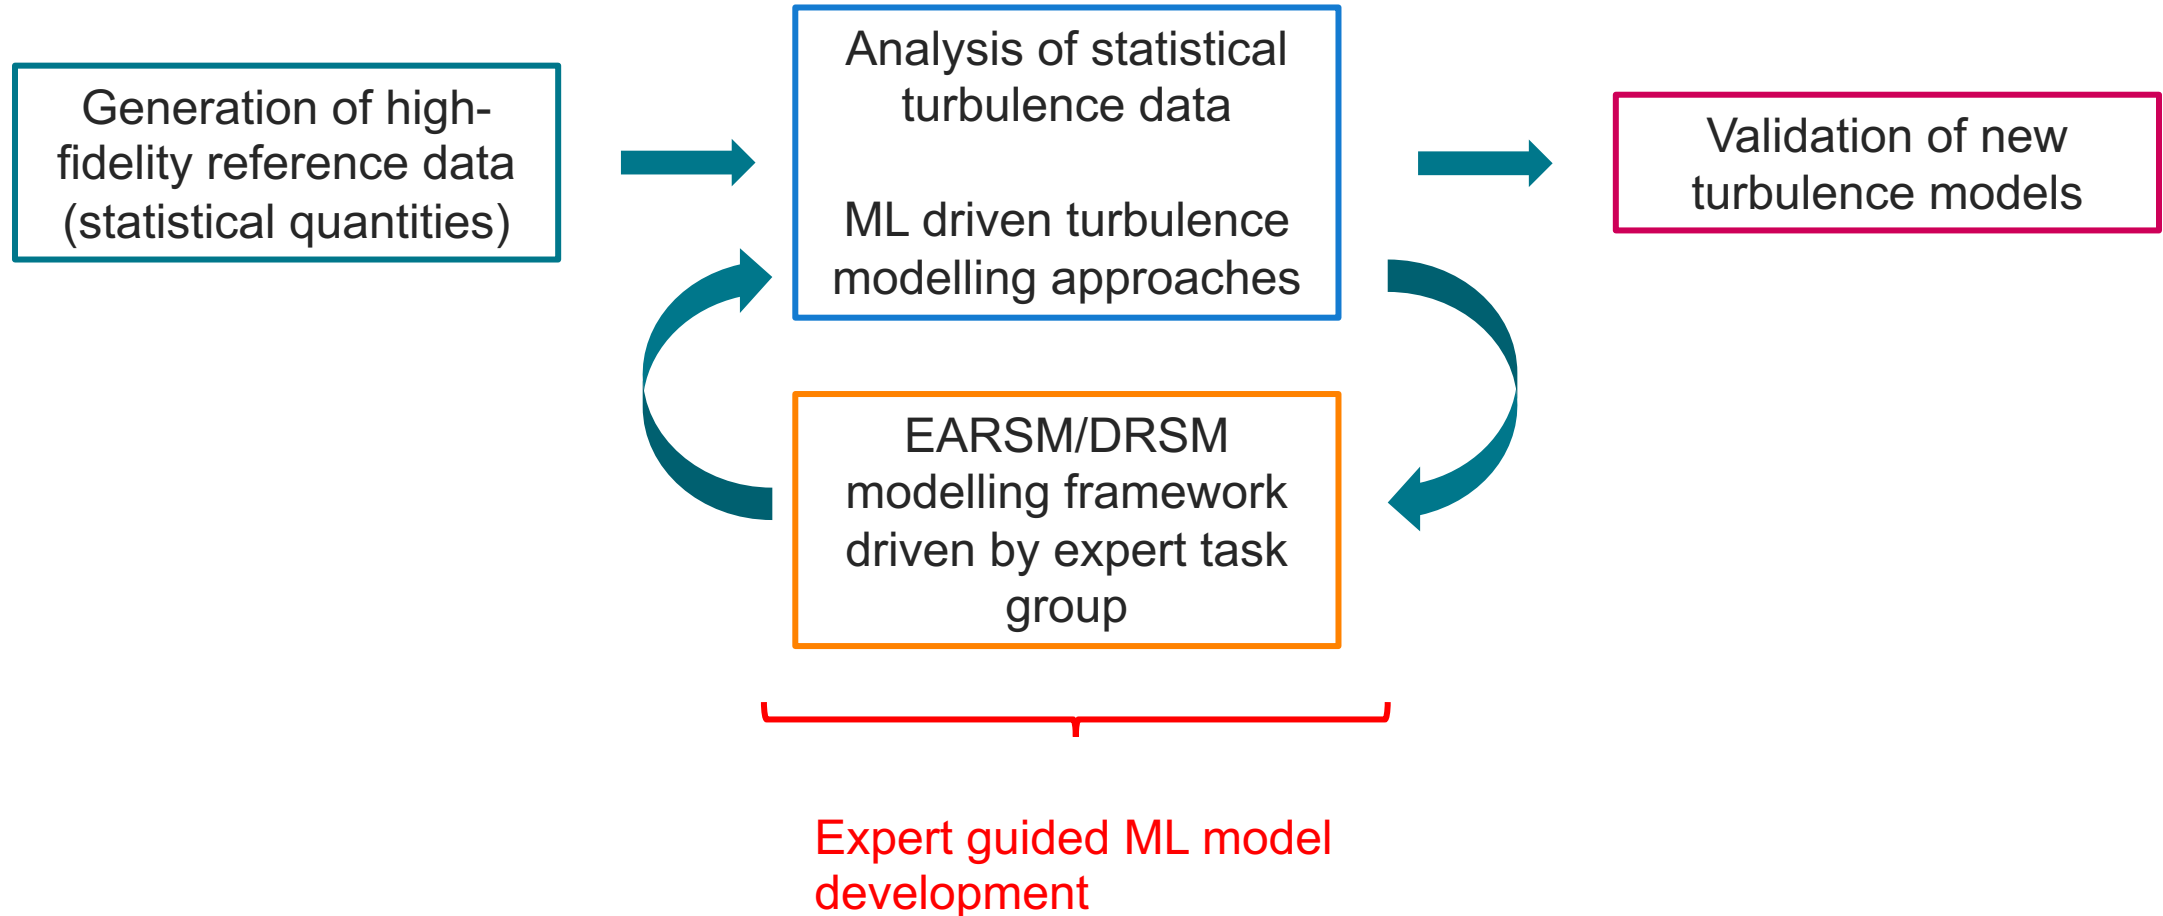 Generation of high-
fidelity reference data
(statistical quantities)
Analysis of statistical
turbulence data
ML driven turbulence
modelling approaches
Validation of new
turbulence models
EARSM/DRSM
modelling framework
driven by expert task
group
Expert guided ML model
development